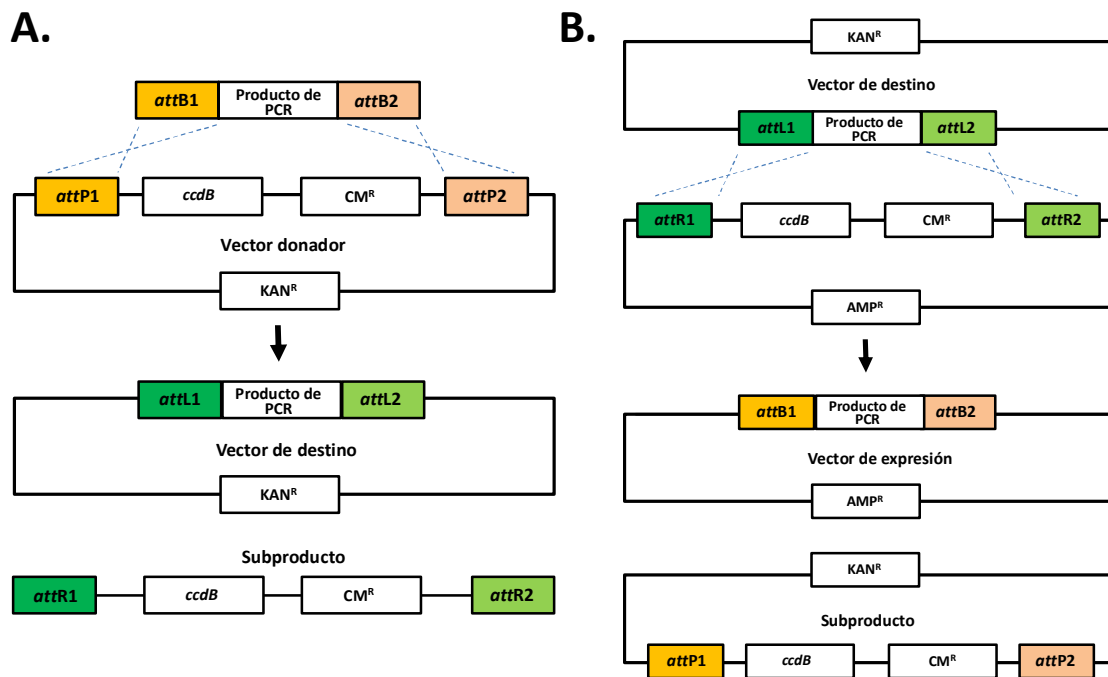 A.
attB1
Producto de
PCR
attB2
attP1
ccdB
CMR
attP2
Vector donador
KANR
attL1
Producto de
PCR
attL2
Vector de destino
KANR
Subproducto
attR1
ccdB
CMR
attR2
B.
KANR
Vector de destino
attL1
Producto de
PCR
attL2
attR1
ccdB
CMR
attR2
AMPR
attB1
Producto de
PCR
attB2
Vector de expresión
AMPR
KANR
Subproducto
attP1
ccdB
CMR
attP2